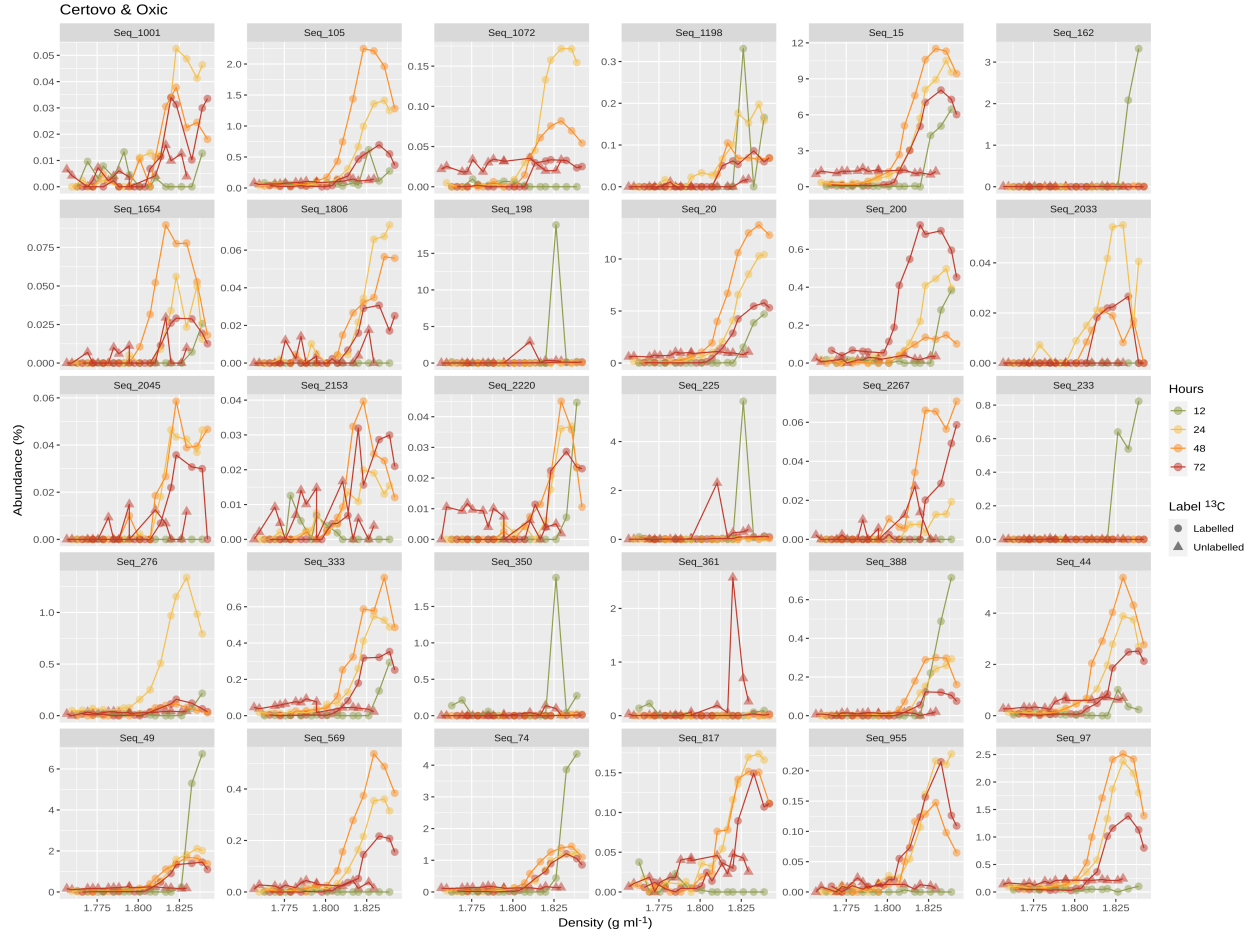 Certovo & Oxic
Seq_1001 Seq_105 Seq_1072 Seq_1198 Seq_15 Seq_162
0.05 0.04 0.03 0.02 0.01 0.00
2.0 1.5 1.0 0.5 0.0
0.15 0.10 0.05 0.00
0.3 0.2 0.1 0.0
12 9 6 3 0
3 2 1 0
Seq_1654 Seq_1806 Seq_198 Seq_20 Seq_200 Seq_2033
0.075 0.050 0.025 0.000
0.06 0.04 0.02 0.00
15 10 5 0
10 5 0
0.6 0.4 0.2 0.0
0.04 0.02 0.00
Seq_2045 Seq_2153 Seq_2220 Seq_225 Seq_2267 Seq_233
0.06 0.04 0.02 0.00
0.04 0.03 0.02 0.01 0.00
0.04 0.03 0.02 0.01 0.00
4 2 0
0.06 0.04 0.02 0.00
0.8 0.6 0.4 0.2 0.0
Seq_276 Seq_333 Seq_350 Seq_361 Seq_388 Seq_44
1.0 0.5 0.0
0.6 0.4 0.2 0.0
1.5 1.0 0.5 0.0
2 1 0
0.6 0.4 0.2 0.0
4 2 0
Seq_49 Seq_569 Seq_74 Seq_817 Seq_955 Seq_97
6 4 2 0
0.4 0.2 0.0
4 3 2 1 0
0.15 0.10 0.05 0.00
0.20 0.15 0.10 0.05 0.00
2.5 2.0 1.5 1.0 0.5 0.0
1.775 1.800 1.825 1.775 1.800 1.825 1.775 1.800 1.825 1.775 1.800 1.825 1.775 1.800 1.825 1.775 1.800 1.825
Density (g ml⁻¹)
Abundance (%)
Hours
12
24
48
72
Label ¹³C
Labelled
Unlabelled